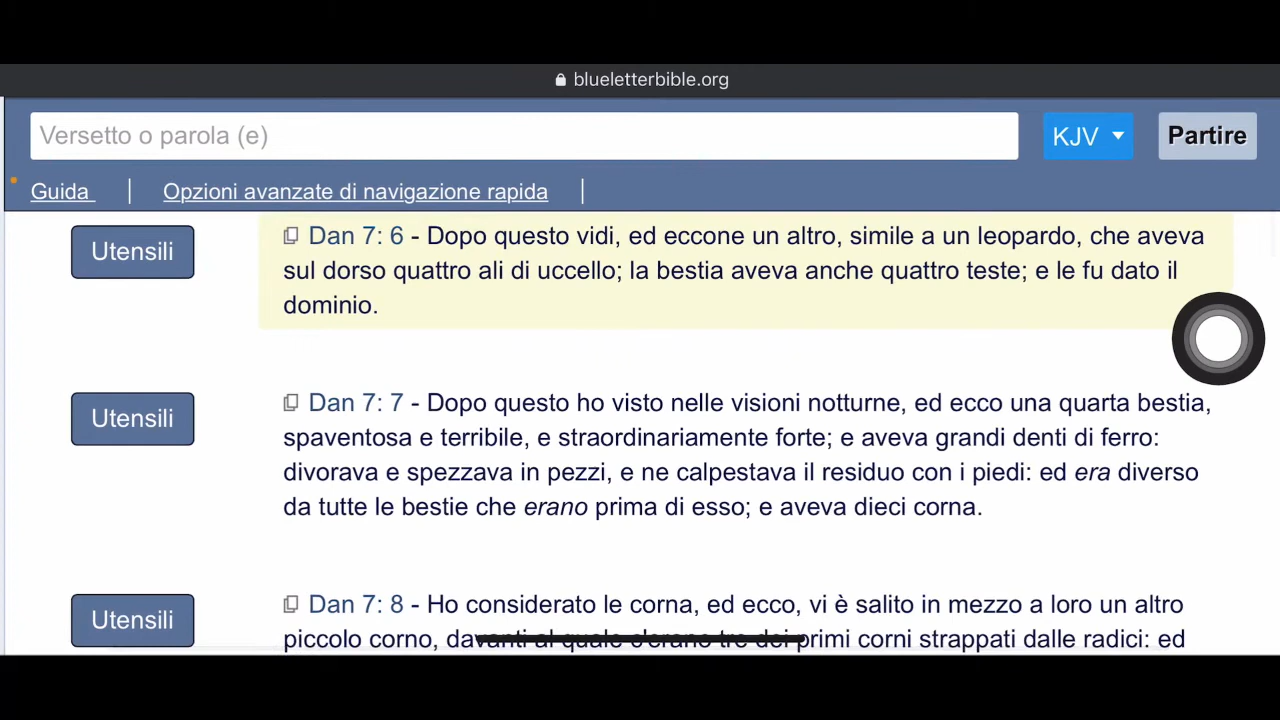 blueletterbible.org
Versetto o parola (e)
KJV
Partire
Guida
Opzioni avanzate di navigazione rapida
Utensili
Dan 7: 6 - Dopo questo vidi, ed eccone un altro, simile a un leopardo, che aveva
sul dorso quattro ali di uccello; la bestia aveva anche quattro teste; e le fu dato il
dominio.
Utensili
Dan 7: 7 - Dopo questo ho visto nelle visioni notturne, ed ecco una quarta bestia,
spaventosa e terribile, e straordinariamente forte; e aveva grandi denti di ferro:
divorava e spezzava in pezzi, e ne calpestava il residuo con i piedi: ed era diverso
da tutte le bestie che erano prima di esso; e aveva dieci corna.
Utensili
Dan 7: 8 - Ho considerato le corna, ed ecco, vi è salito in mezzo a loro un altro
piccolo corno, davanti al quale c'erano tre dei primi corni strappati dalle radici: ed